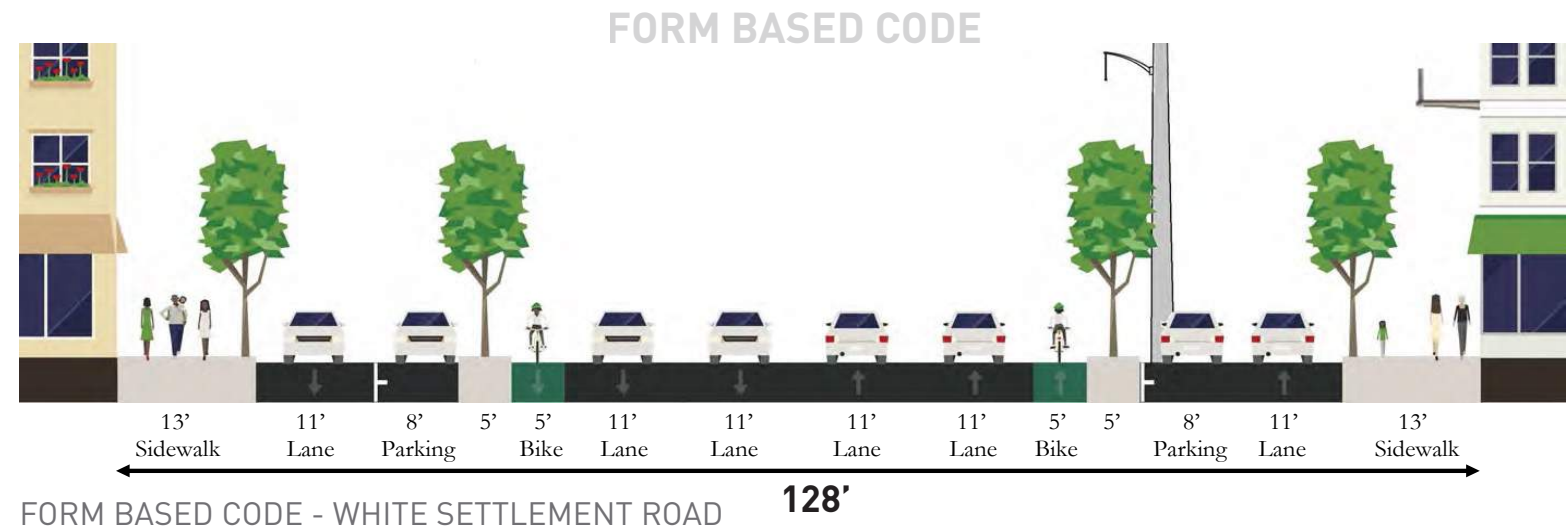 FORM BASED CODE
13’ 11’ 8’ 5’ 5’ 11’ 11’ 11’ 11’ 5’ 5’ 8’ 11’ 13’
Sidewalk Lane Parking Bike Lane Lane Lane Lane Bike Parking Lane Sidewalk
128’
FORM BASED CODE - WHITE SETTLEMENT ROAD